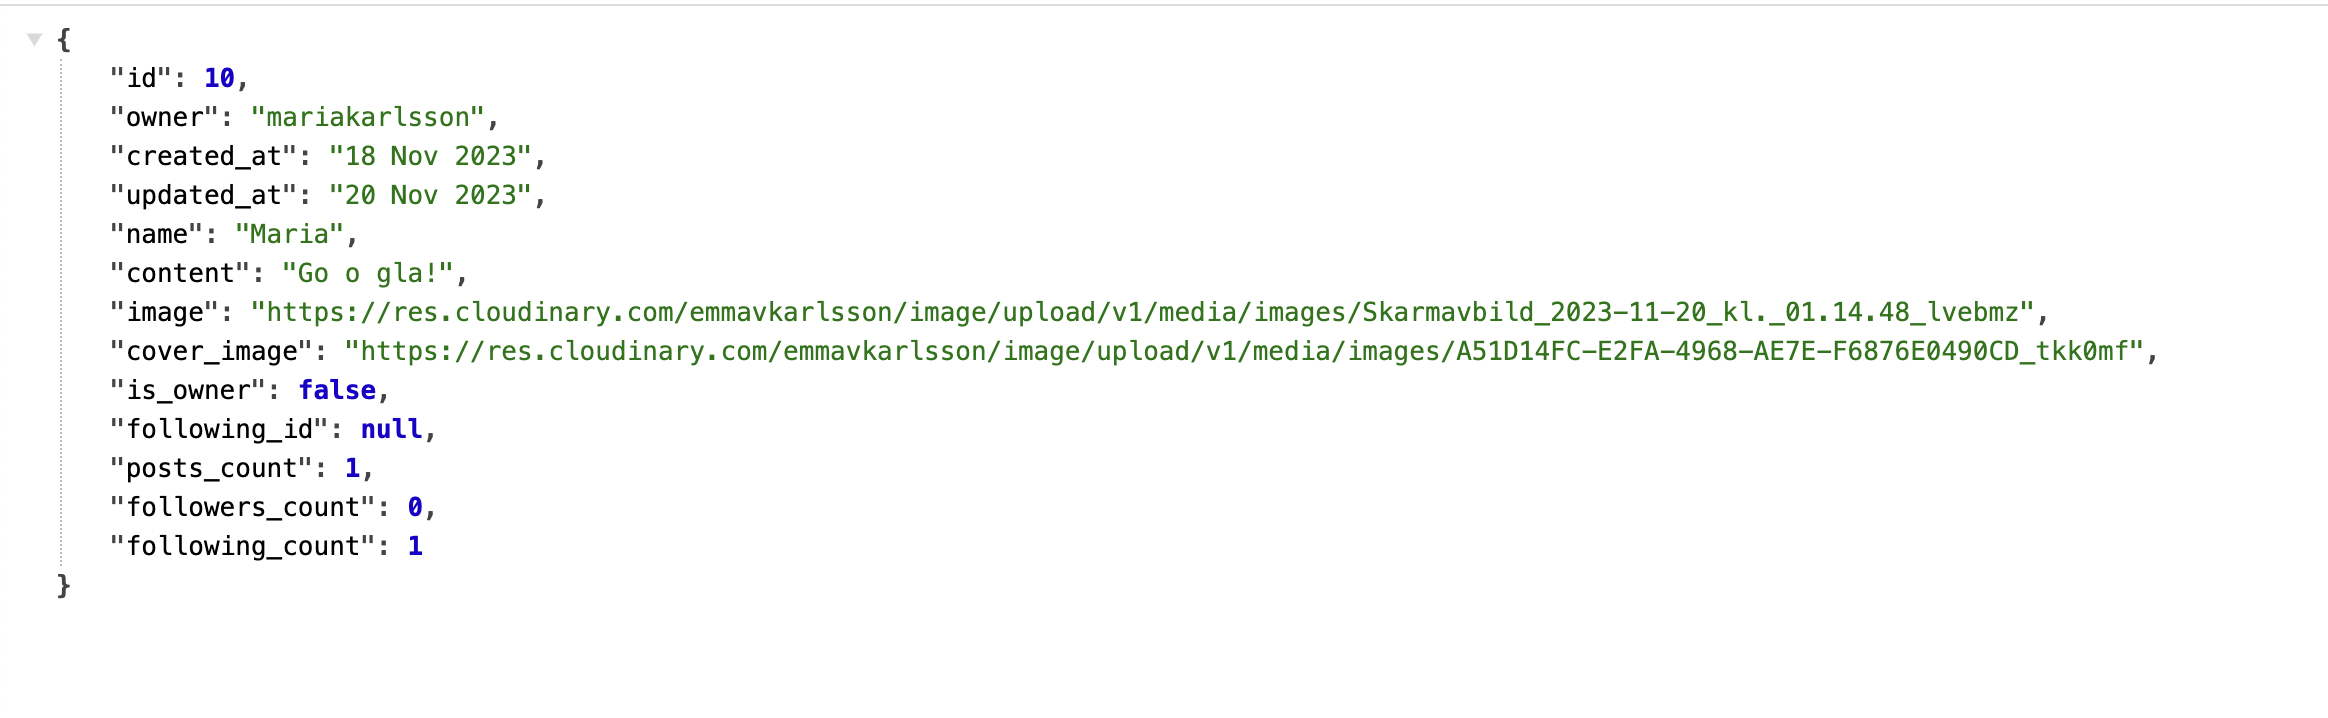 {
"id": 10,
"owner": "mariakarlsson",
"created_at": "18 Nov 2023",
"updated_at": "20 Nov 2023",
"name": "Maria",
"content": "Go o gla!",
"image": "https://res.cloudinary.com/emmavkarlsson/image/upload/v1/media/images/Skarmavbild_2023-11-20_kl._01.14.48_lvebmz",
"cover_image": "https://res.cloudinary.com/emmavkarlsson/image/upload/v1/media/images/A51D14FC-E2FA-4968-AE7E-F6876E0490CD_tkk0mf",
"is_owner": false,
"following_id": null,
"posts_count": 1,
"followers_count": 0,
"following_count": 1
}